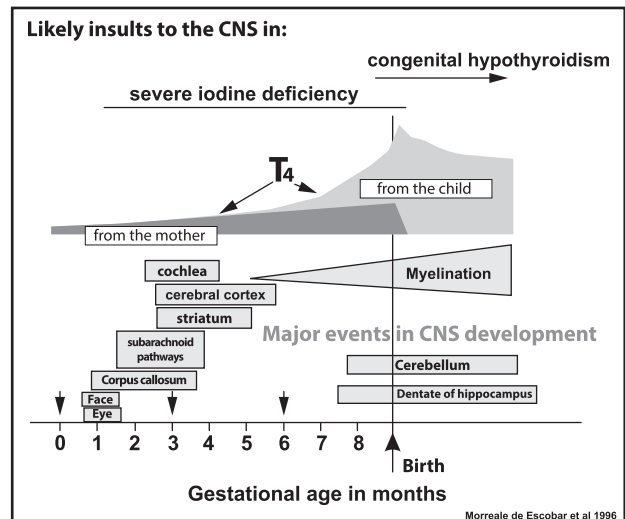 Likely insults to the CNS in:
congenital hypothyroidism
severe iodine deficiency
T4
from the child
from the mother
cochlea
Myelination
cerebral cortex
striatum
Major events in CNS development
subarachnoid
pathways
Cerebellum
Corpus callosum
Dentate of hippocampus
Face
Eye
0 1 2 3 4 5 6 7 8
Birth
Gestational age in months
Morreale de Escobar et al 1996